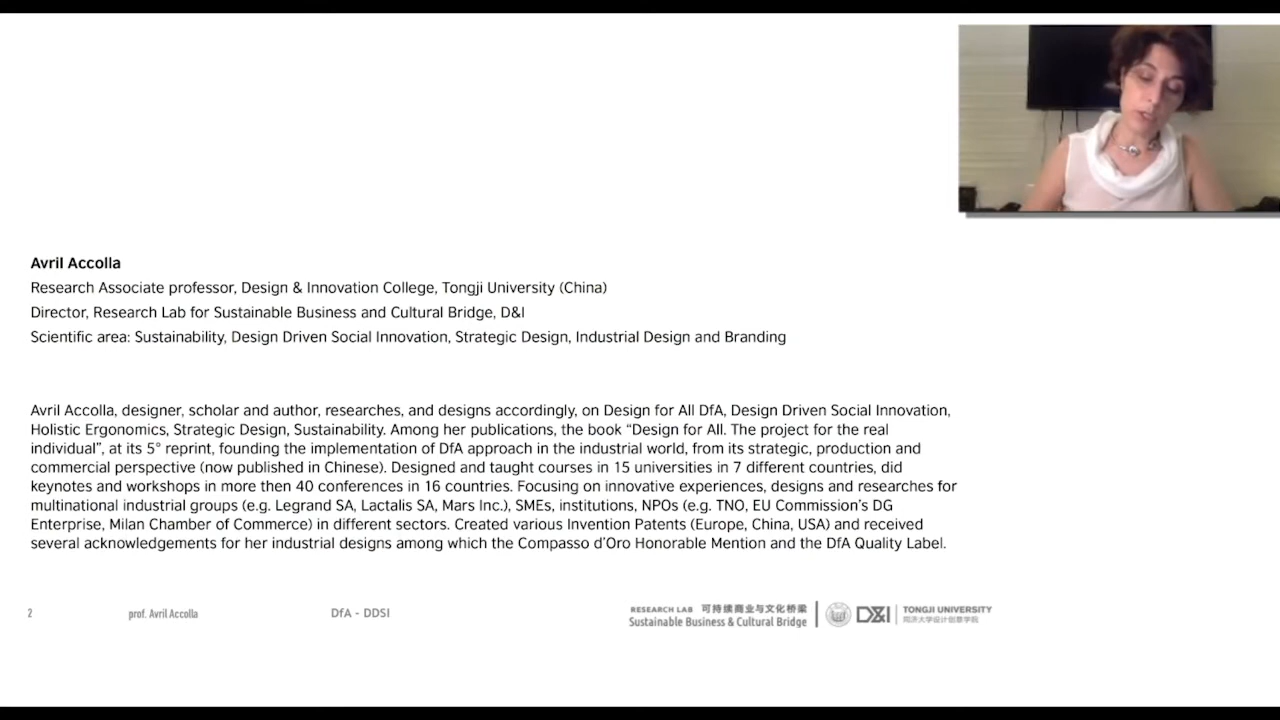 Avril Accolla
Research Associate professor, Design & Innovation College, Tongji University (China)
Director, Research Lab for Sustainable Business and Cultural Bridge, D&I
Scientific area: Sustainability, Design Driven Social Innovation, Strategic Design, Industrial Design and Branding
Avril Accolla, designer, scholar and author, researches, and designs accordingly, on Design for All DfA, Design Driven Social Innovation,
Holistic Ergonomics, Strategic Design, Sustainability. Among her publications, the book “Design for All. The project for the real
individual”, at its 5° reprint, founding the implementation of DfA approach in the industrial world, from its strategic, production and
commercial perspective (now published in Chinese). Designed and taught courses in 15 universities in 7 different countries, did
keynotes and workshops in more then 40 conferences in 16 countries. Focusing on innovative experiences, designs and researches for
multinational industrial groups (e.g. Legrand SA, Lactalis SA, Mars Inc.), SMEs, institutions, NPOs (e.g. TNO, EU Commission’s DG
Enterprise, Milan Chamber of Commerce) in different sectors. Created various Invention Patents (Europe, China, USA) and received
several acknowledgements for her industrial designs among which the Compasso d’Oro Honorable Mention and the DfA Quality Label.
2 prof. Avril Accolla DfA - DDSI
RESEARCH LAB 可持续商业与文化桥梁
Sustainable Business & Cultural Bridge
D&I
TONGJI UNIVERSITY
同济大学设计创意学院